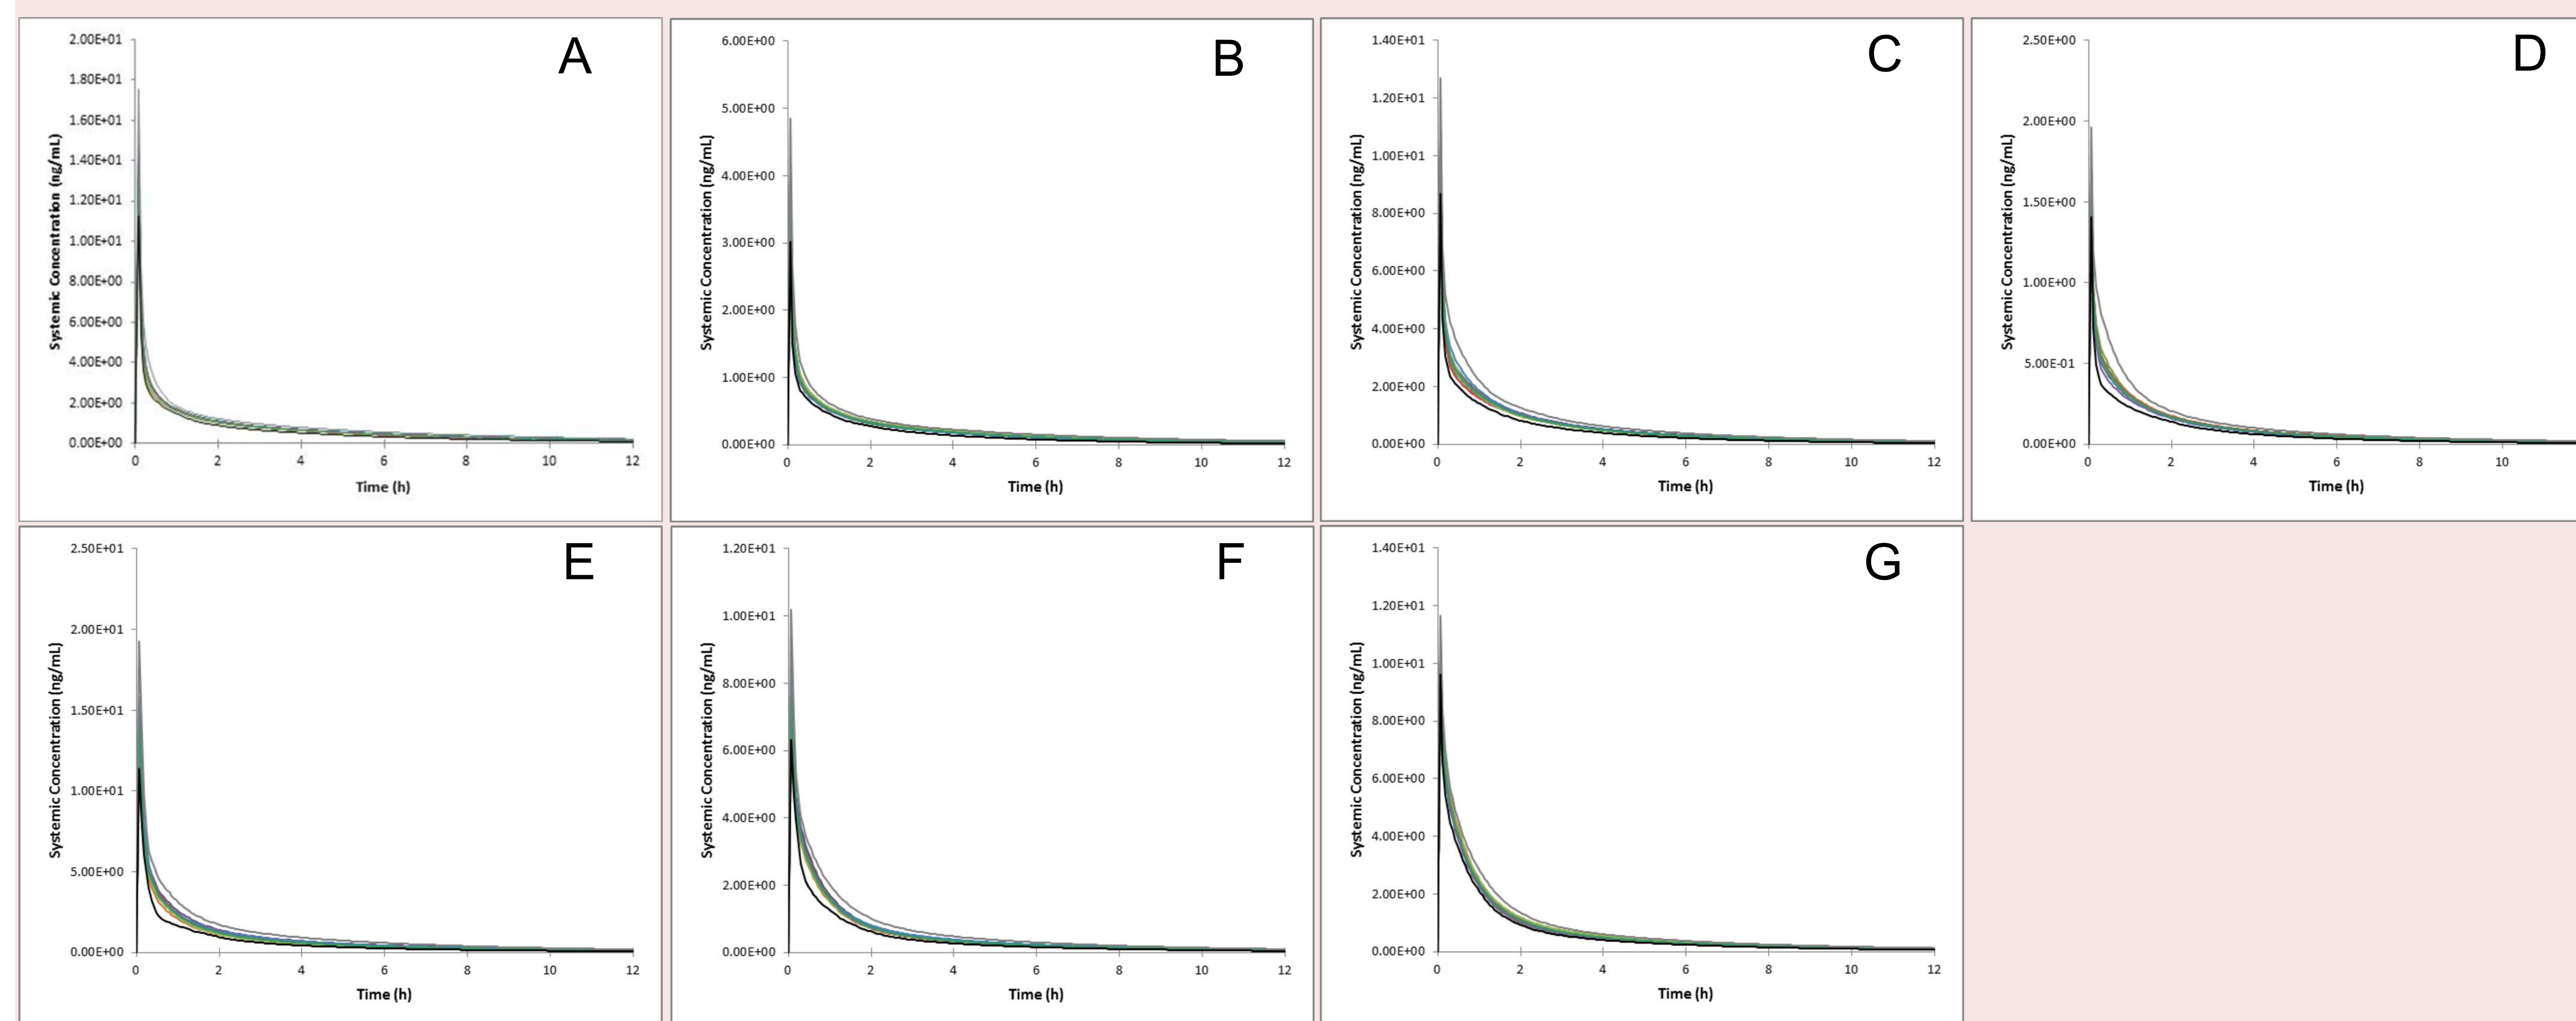 A
Systemic Concentration (ng/mL)
2.00E+01
1.80E+01
1.60E+01
1.40E+01
1.20E+01
1.00E+01
8.00E+00
6.00E+00
4.00E+00
2.00E+00
0.00E+00
0 2 4 6 8 10 12
Time (h)
B
Systemic Concentration (ng/mL)
6.00E+00
5.00E+00
4.00E+00
3.00E+00
2.00E+00
1.00E+00
0.00E+00
0 2 4 6 8 10 12
Time (h)
C
Systemic Concentration (ng/mL)
1.40E+01
1.20E+01
1.00E+01
8.00E+00
6.00E+00
4.00E+00
2.00E+00
0.00E+00
0 2 4 6 8 10 12
Time (h)
D
Systemic Concentration (ng/mL)
2.50E+00
2.00E+00
1.50E+00
1.00E+00
5.00E-01
0.00E+00
0 2 4 6 8 10
Time (h)
E
Systemic Concentration (ng/mL)
2.50E+01
2.00E+01
1.50E+01
1.00E+01
5.00E+00
0.00E+00
0 2 4 6 8 10 12
Time (h)
F
Systemic Concentration (ng/mL)
1.20E+01
1.00E+01
8.00E+00
6.00E+00
4.00E+00
2.00E+00
0.00E+00
0 2 4 6 8 10 12
Time (h)
G
Systemic Concentration (ng/mL)
1.40E+01
1.20E+01
1.00E+01
8.00E+00
6.00E+00
4.00E+00
2.00E+00
0.00E+00
0 2 4 6 8 10 12
Time (h)